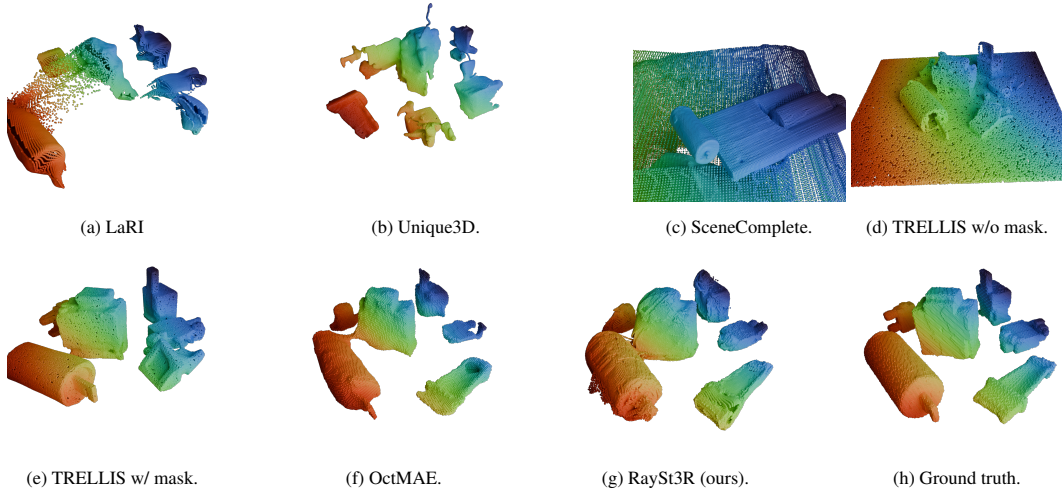 (a) LaRI
(b) Unique3D.
(c) SceneComplete.
(d) TRELLIS w/o mask.
(e) TRELLIS w/ mask.
(f) OctMAE.
(g) RaySt3R (ours).
(h) Ground truth.